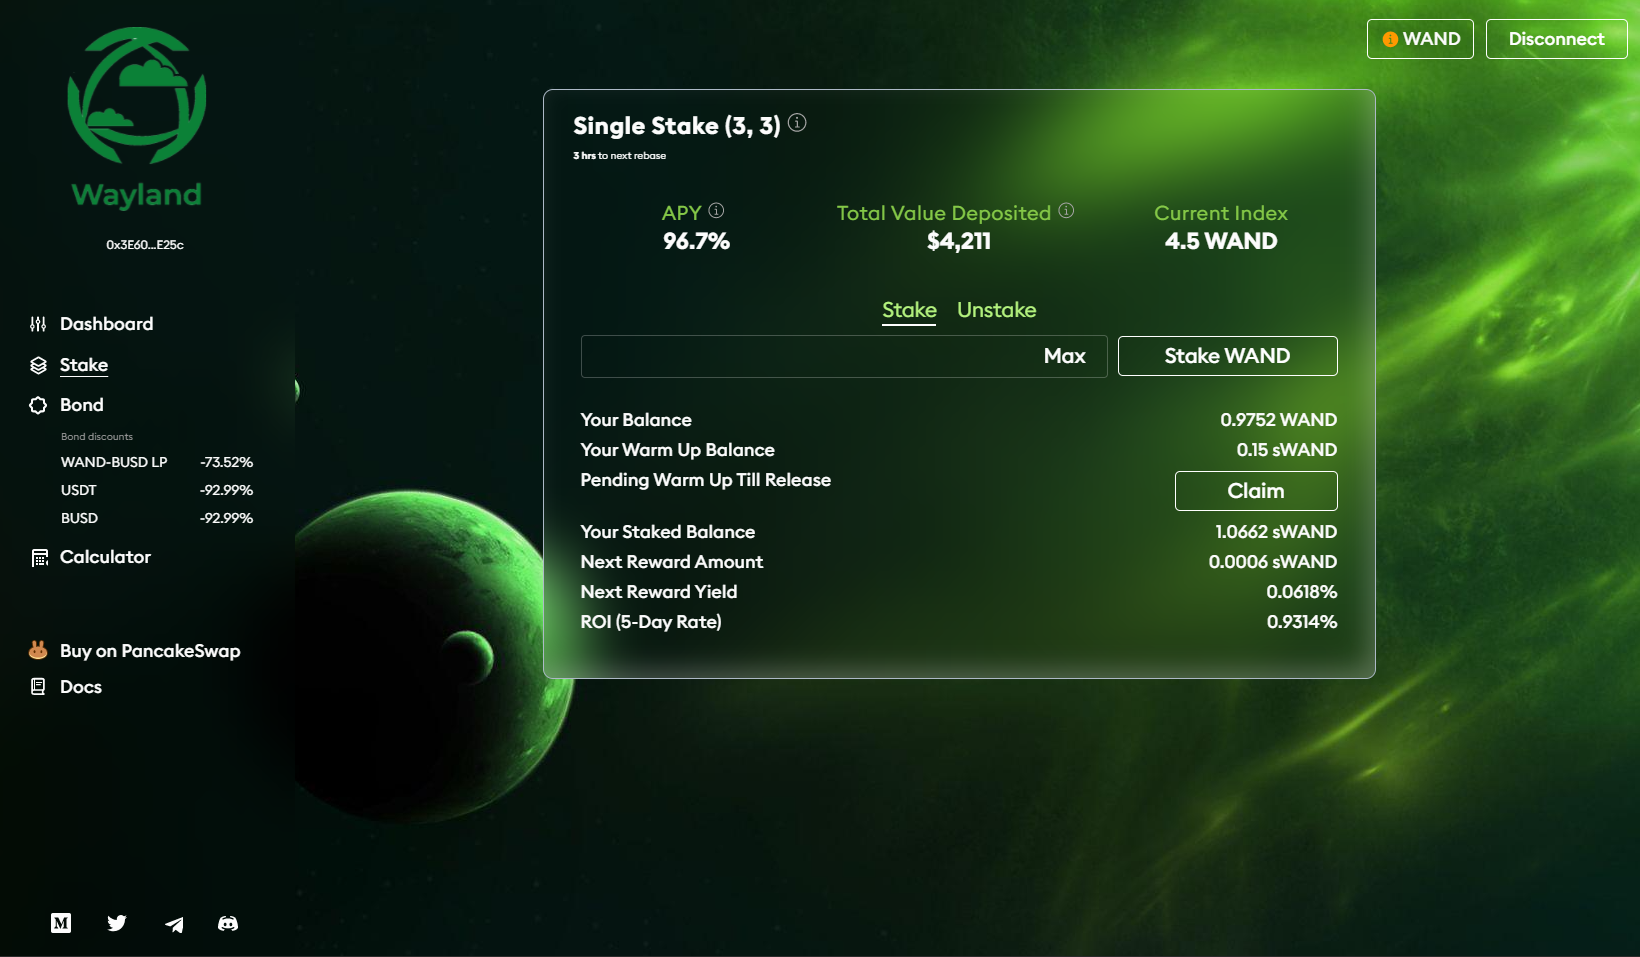 Wayland
0x3E60...E25c
Dashboard
Stake
Bond
Bond discounts
WAND-BUSD LP -73.52%
USDT -92.99%
BUSD -92.99%
Calculator
Buy on PancakeSwap
Docs
WAND
Disconnect
Single Stake (3, 3)
3 hrs to next rebase
APY
96.7%
Total Value Deposited
$4,211
Current Index
4.5 WAND
Stake Unstake
Max
Stake WAND
Your Balance 0.9752 WAND
Your Warm Up Balance 0.15 sWAND
Pending Warm Up Till Release
Claim
Your Staked Balance 1.0662 sWAND
Next Reward Amount 0.0006 sWAND
Next Reward Yield 0.0618%
ROI (5-Day Rate) 0.9314%